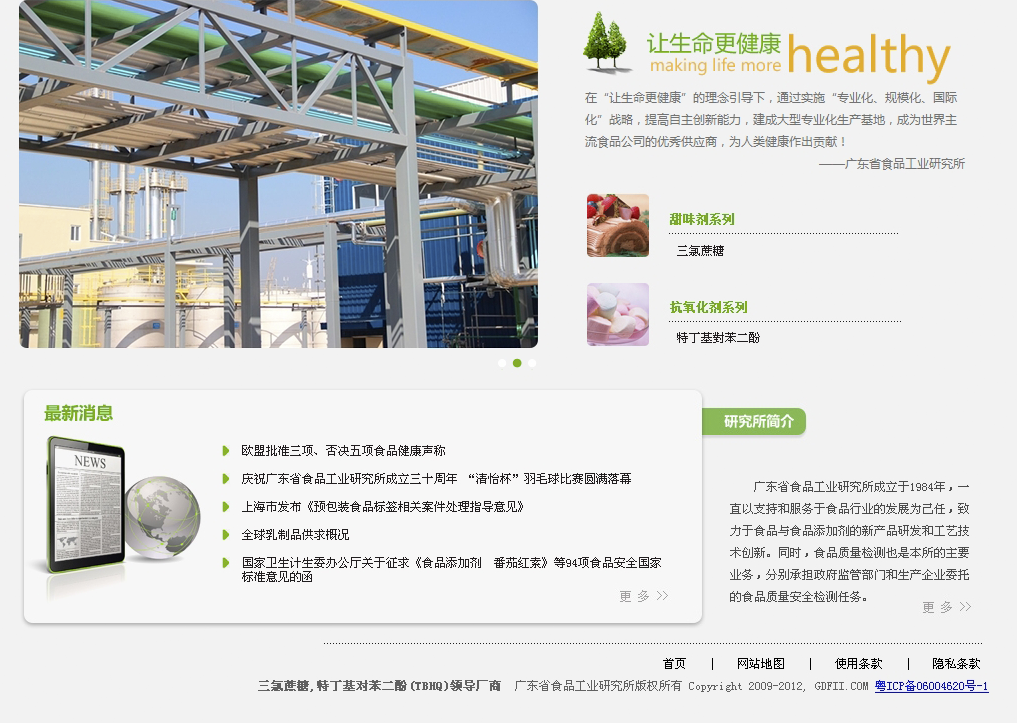 让生命更健康
making life more healthy
在“让生命更健康”的理念引导下，通过实施“专业化、规模化、国际
化”战略，提高自主创新能力，建成大型专业化生产基地，成为世界主
流食品公司的优秀供应商，为人类健康作出贡献！
——广东省食品工业研究所
甜味剂系列
三氯蔗糖
抗氧化剂系列
特丁基對苯二酚
最新消息
NEWS
欧盟批准三项、否决五项食品健康声称
庆祝广东省食品工业研究所成立三十周年 “清怡杯”羽毛球比赛圆满落幕
上海市发布《预包装食品标签相关案件处理指导意见》
全球乳制品供求概况
国家卫生计生委办公厅关于征求《食品添加剂 番茄红素》等94项食品安全国家
标准意见的函
更 多 >>
研究所简介
广东省食品工业研究所成立于1984年，一
直以支持和服务于食品行业的发展为己任，致
力于食品与食品添加剂的新产品研发和工艺技
术创新。同时，食品质量检测也是本所的主要
业务，分别承担政府监管部门和生产企业委托
的食品质量安全检测任务。
更 多 >>
首页 | 网站地图 | 使用条款 | 隐私条款
三氯蔗糖,特丁基对苯二酚(TBHQ)领导厂商 广东省食品工业研究所版权所有 Copyright 2009-2012, GDFII.COM 粤ICP备06004620号-1